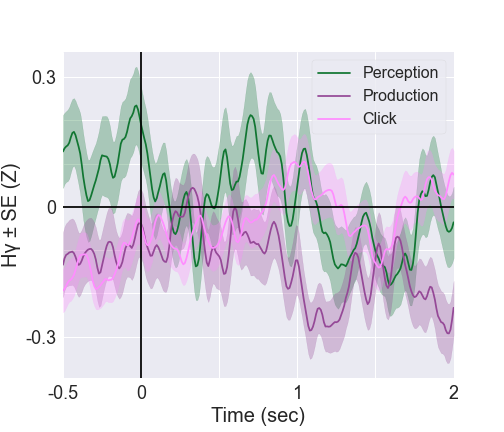 Perception
Production
Click
0.3
0
-0.3
Hγ ± SE (Z)
-0.5
0
1
2
Time (sec)